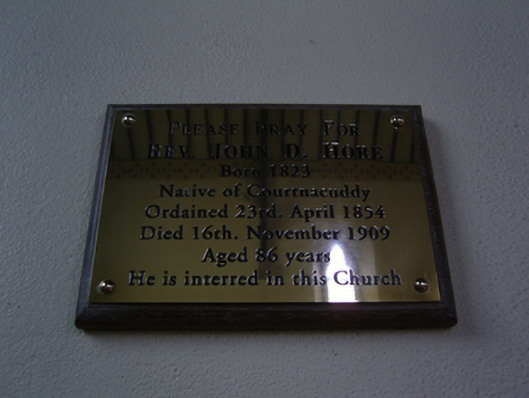 Please Pray For
Rev. John D. Hore
Born 1823
Native of Courtnacuddy
Ordained 23rd. April 1854
Died 16th. November 1909
Aged 86 years
He is interred in this Church